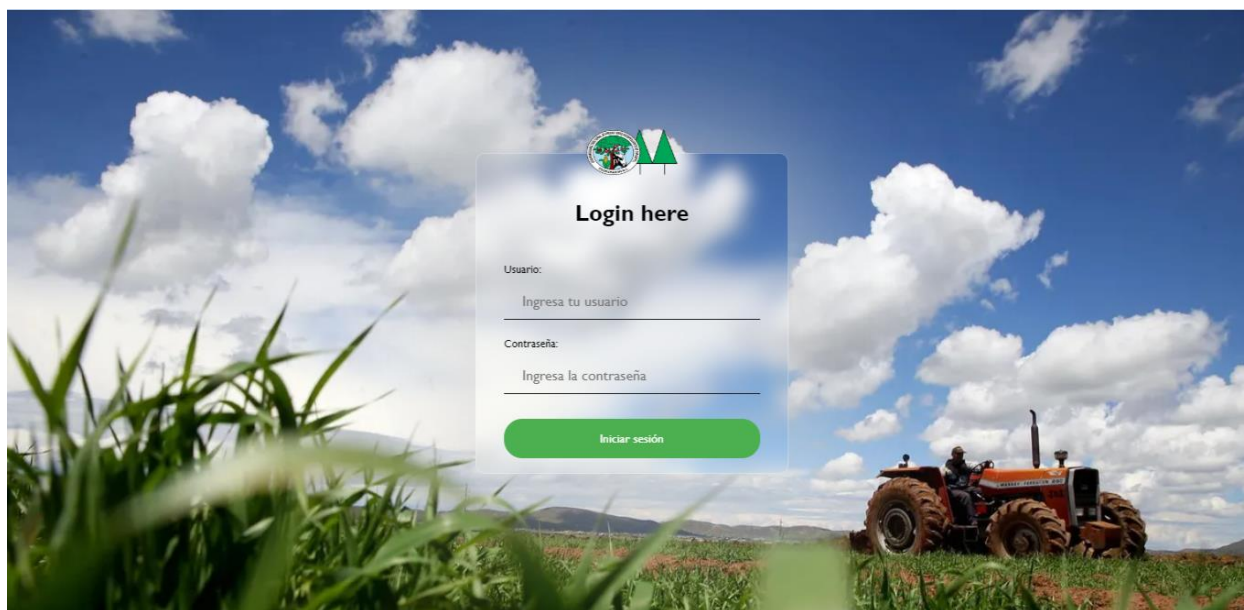 Login here
Usuario:
Ingresa tu usuario
Contraseña:
Ingresa la contraseña
Iniciar sesión